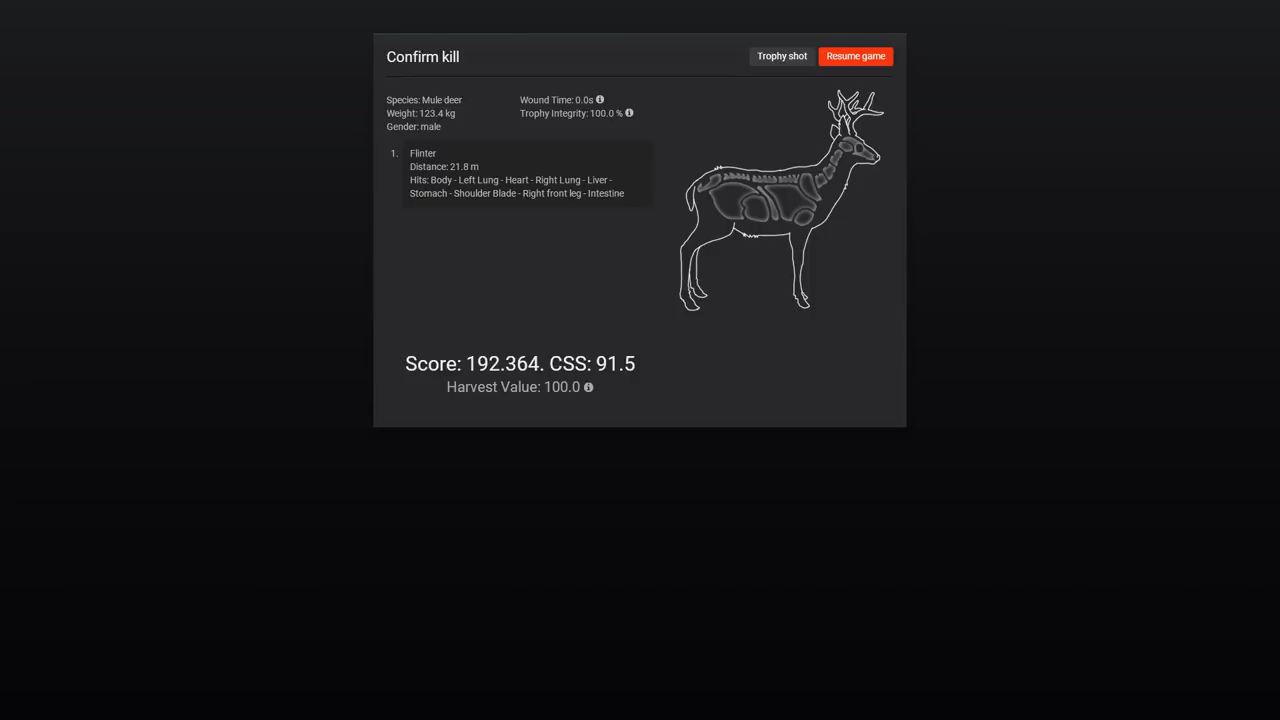 Confirm kill
Trophy shot
Resume game
Species: Mule deer
Weight: 123.4 kg
Gender: male
Wound Time: 0.0s
Trophy Integrity: 100.0 %
1. Flinter
Distance: 21.8 m
Hits: Body - Left Lung - Heart - Right Lung - Liver -
Stomach - Shoulder Blade - Right front leg - Intestine
Score: 192.364. CSS: 91.5
Harvest Value: 100.0